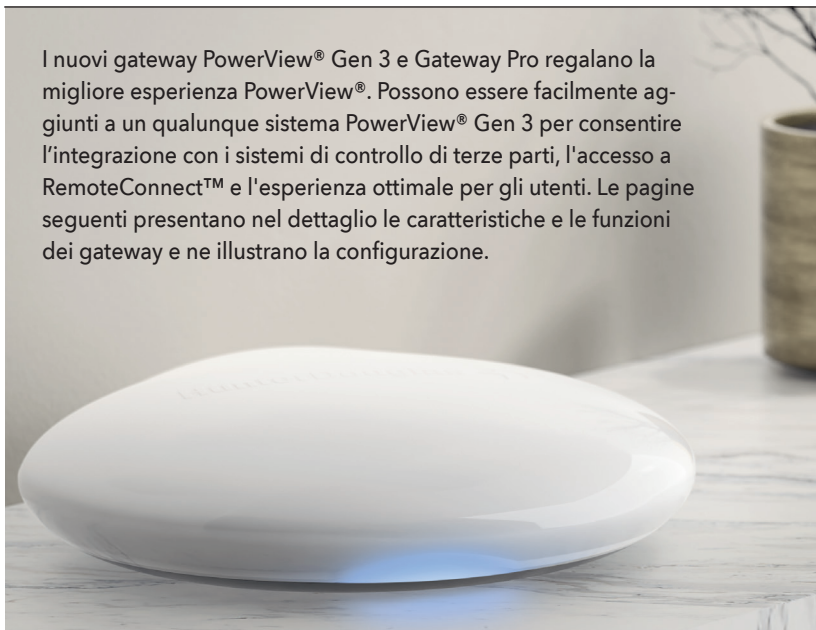 I nuovi gateway PowerView® Gen 3 e Gateway Pro regalano la
migliore esperienza PowerView®. Possono essere facilmente ag-
giunti a un qualunque sistema PowerView® Gen 3 per consentire
l’integrazione con i sistemi di controllo di terze parti, l'accesso a
RemoteConnect™ e l'esperienza ottimale per gli utenti. Le pagine
seguenti presentano nel dettaglio le caratteristiche e le funzioni
dei gateway e ne illustrano la configurazione.